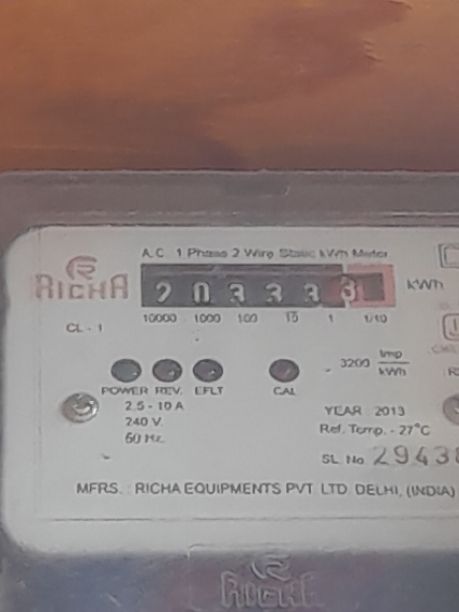 A.C. 1 Phase 2 Wire Static kWh Meter
RICHA
2 0 3 3 3 3 kWh
10000 1000 100 10 1 1/10
CL - 1
3200 Imp
kWh
POWER REV. EFLT CAL
2.5 - 10 A
240 V.
50 Hz.
YEAR 2013
Ref. Temp. - 27°C
SL No. 2943
MFRS. : RICHA EQUIPMENTS PVT. LTD. DELHI, (INDIA)
RICHA